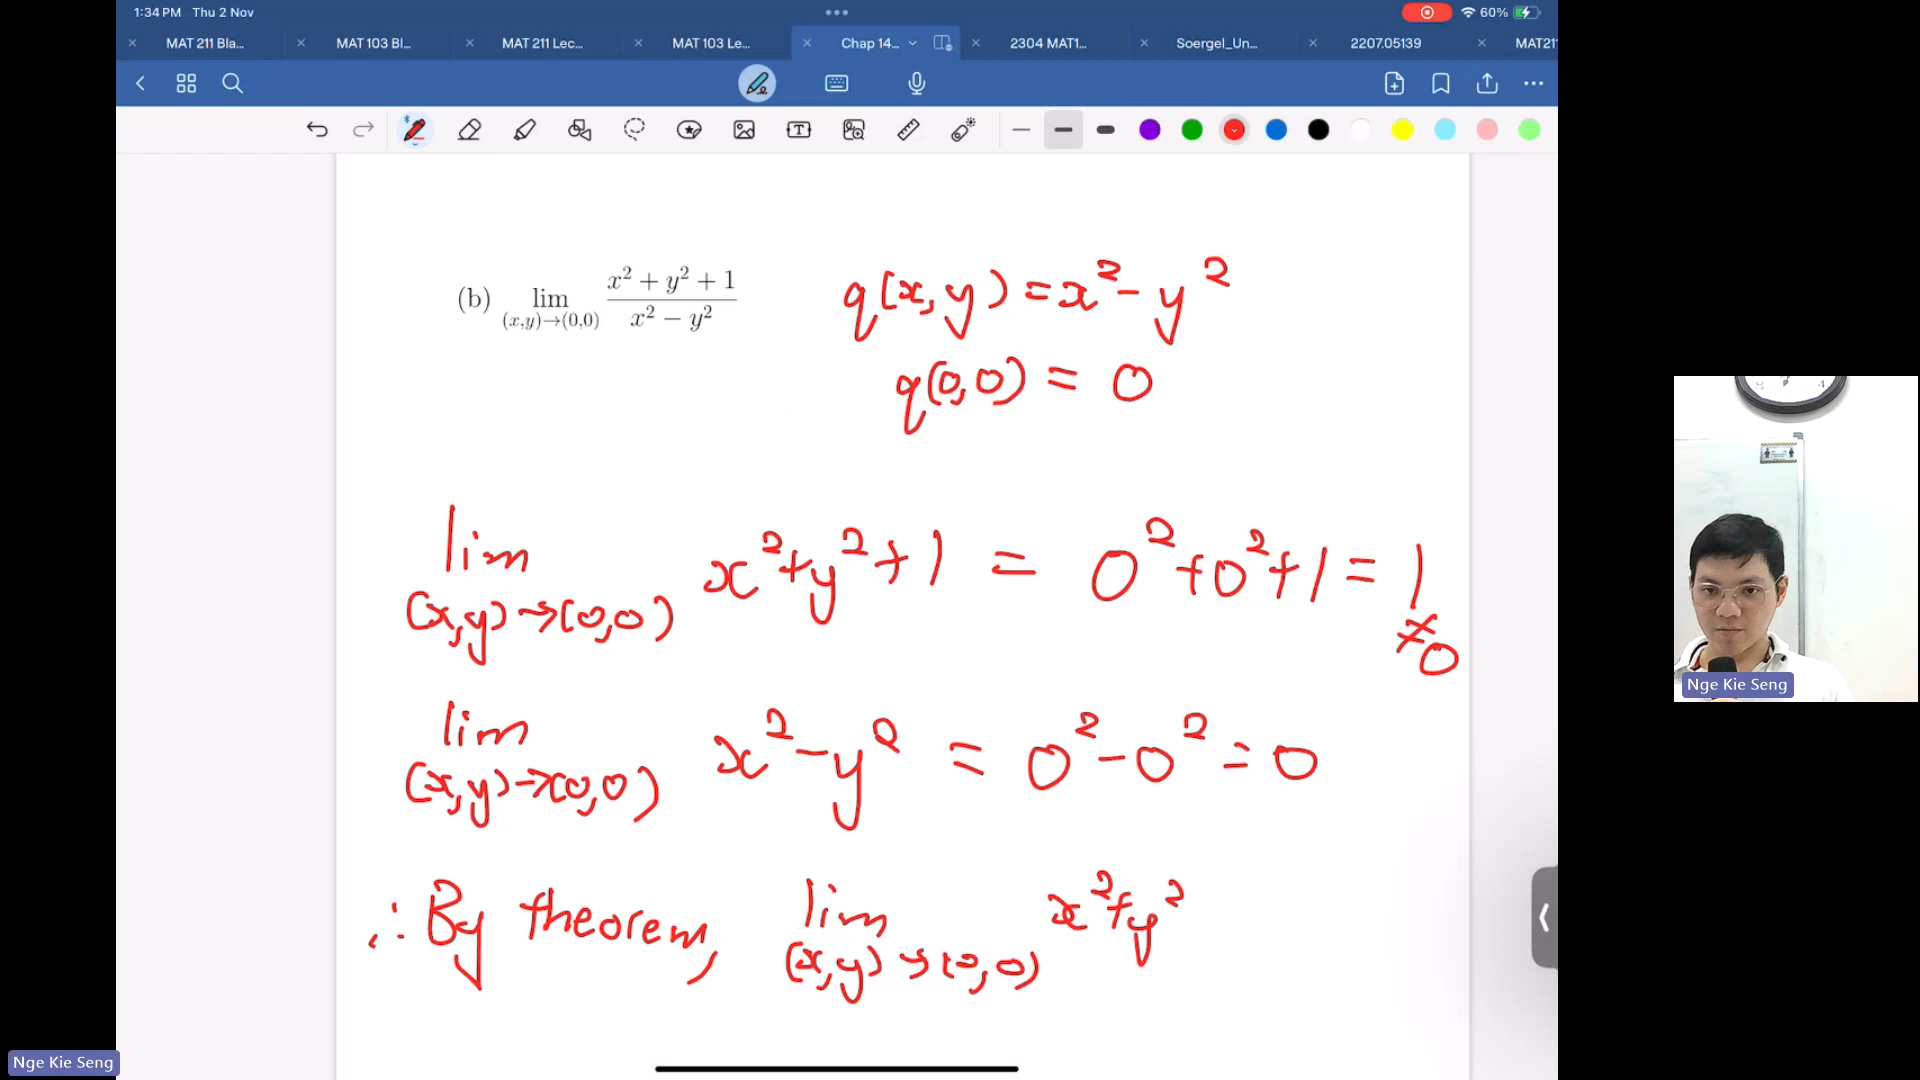 1:34 PM Thu 2 Nov
60%
MAT 211 Bla...
MAT 103 Bl...
MAT 211 Lec...
MAT 103 Le...
Chap 14...
2304 MAT1...
Soergel_Un...
2207.05139
MAT21
(b) lim (x,y)→(0,0) x² + y² + 1 / x² − y²
q(x,y) = x² − y²
q(0,0) = 0
lim (x,y)→(0,0) x²+y²+1 = 0²+0²+1 = 1 ≠0
lim (x,y)→(0,0) x²−y² = 0²−0² = 0
∴ By theorem, lim (x,y)→(0,0) x²+y²
8
4
Nge Kie Seng
Nge Kie Seng